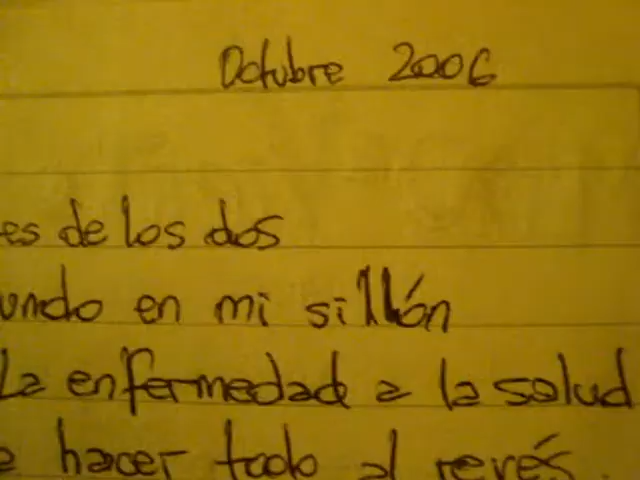 Octubre 2006
es de los dos
undo en mi sillón
La enfermedad a la salud
a hacer todo al revés.